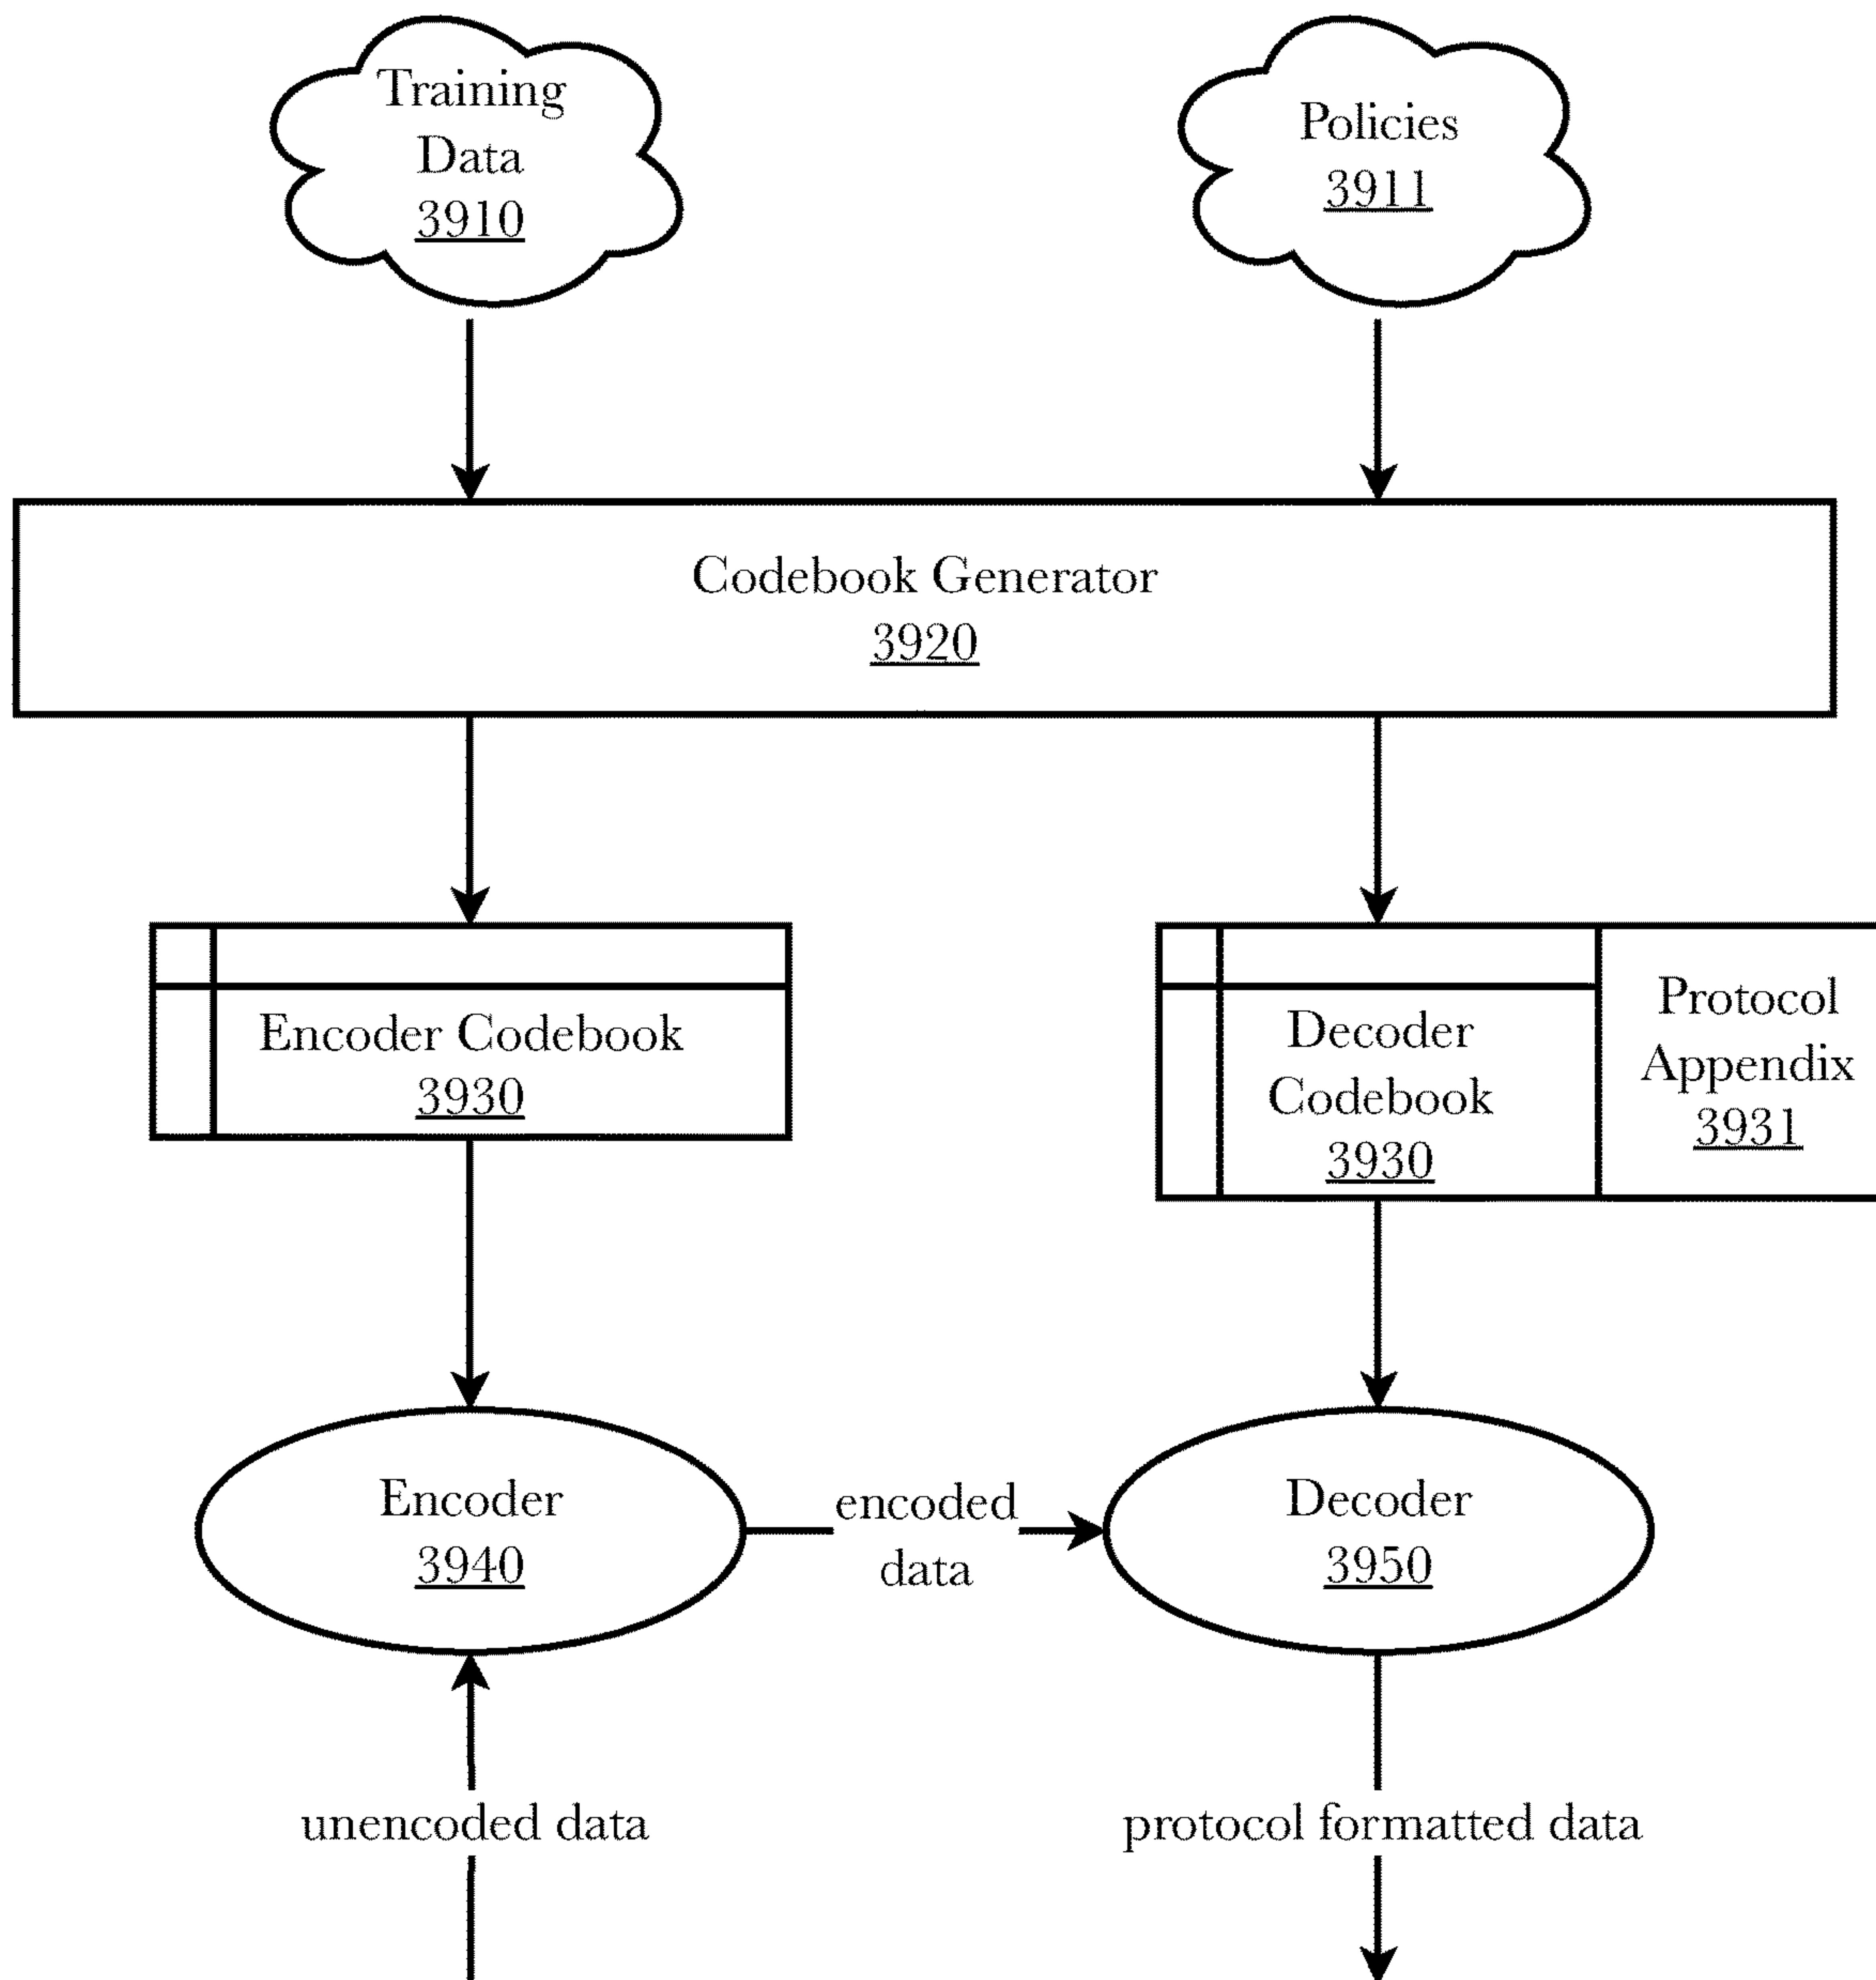 Training
Data
3910
Policies
3911
Codebook Generator
3920
Encoder Codebook
3930
Decoder
Codebook
3930
Protocol
Appendix
3931
Encoder
3940
encoded
data
Decoder
3950
unencoded data
protocol formatted data